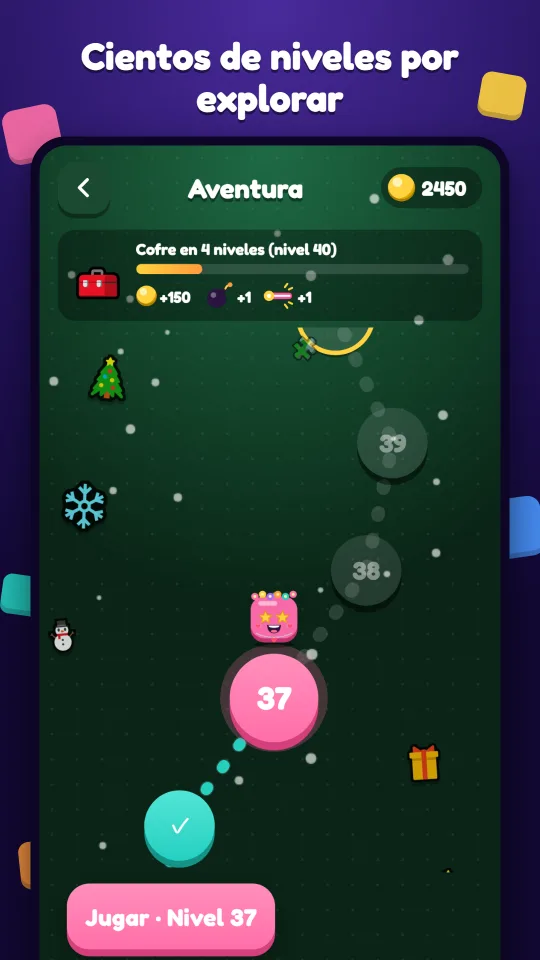 Cientos de niveles por
explorar
Aventura
2450
Cofre en 4 niveles (nivel 40)
+150
+1
+1
39
38
37
Jugar · Nivel 37